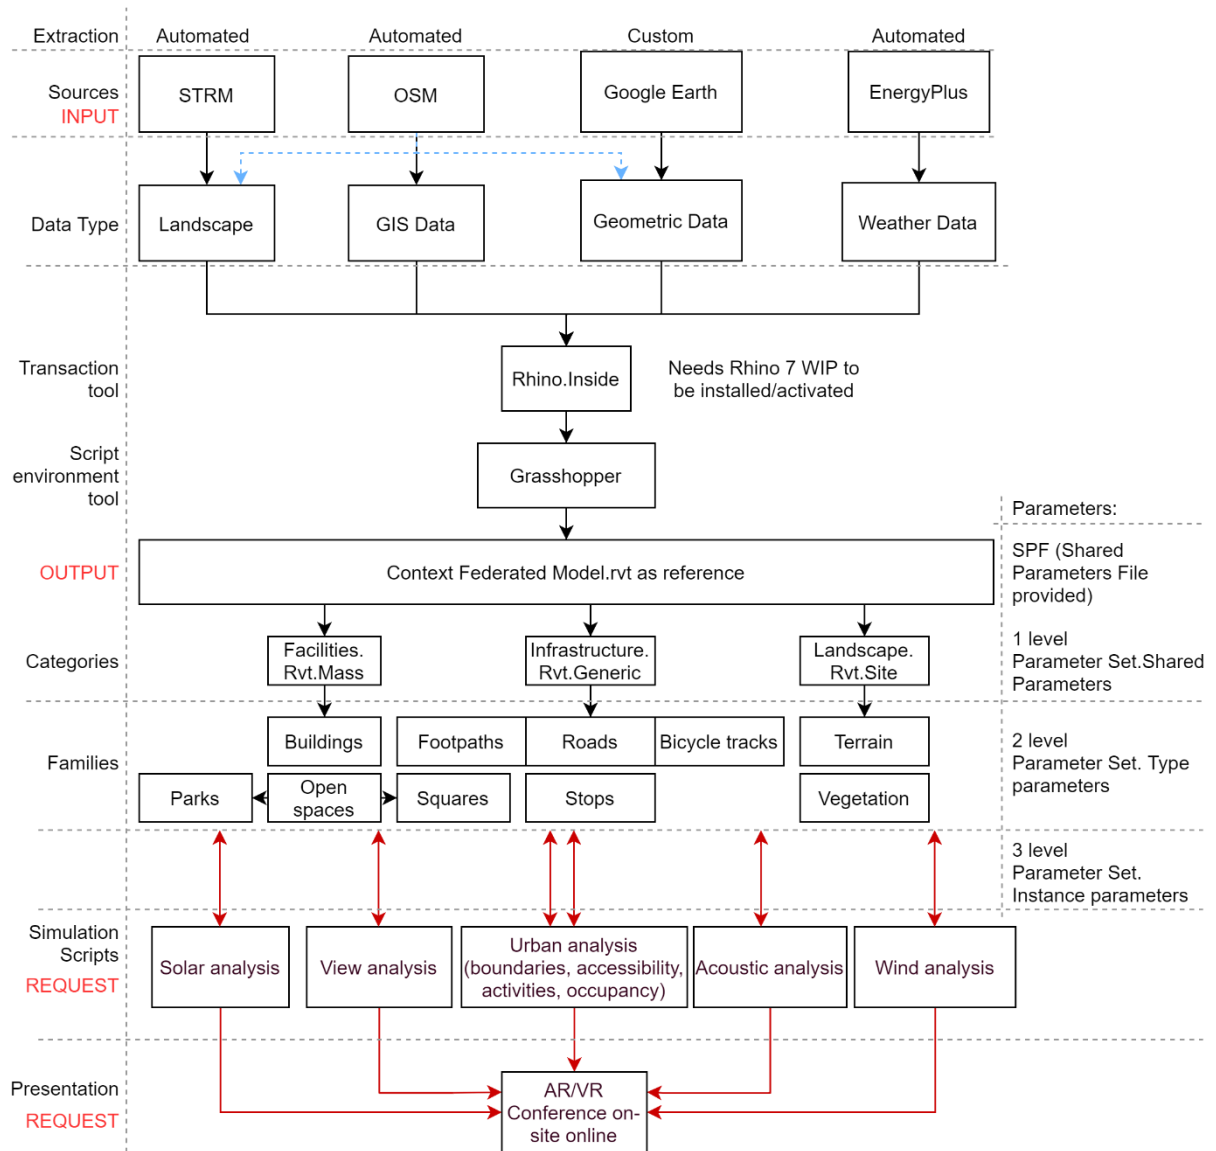 Extraction
Automated
Automated
Custom
Automated
Sources
INPUT
STRM
OSM
Google Earth
EnergyPlus
Data Type
Landscape
GIS Data
Geometric Data
Weather Data
Transaction
tool
Rhino.Inside
Needs Rhino 7 WIP to
be installed/activated
Script
environment
tool
Grasshopper
Parameters:
OUTPUT
Context Federated Model.rvt as reference
SPF (Shared
Parameters File
provided)
Categories
Facilities.
Rvt.Mass
Infrastructure.
Rvt.Generic
Landscape.
Rvt.Site
1 level
Parameter Set.Shared
Parameters
Families
Buildings
Footpaths
Roads
Bicycle tracks
Terrain
Parks
Open
spaces
Squares
Stops
Vegetation
2 level
Parameter Set. Type
parameters
3 level
Parameter Set.
Instance parameters
Simulation
Scripts
REQUEST
Solar analysis
View analysis
Urban analysis
(boundaries, accessibility,
activities, occupancy)
Acoustic analysis
Wind analysis
Presentation
REQUEST
AR/VR
Conference on-
site online